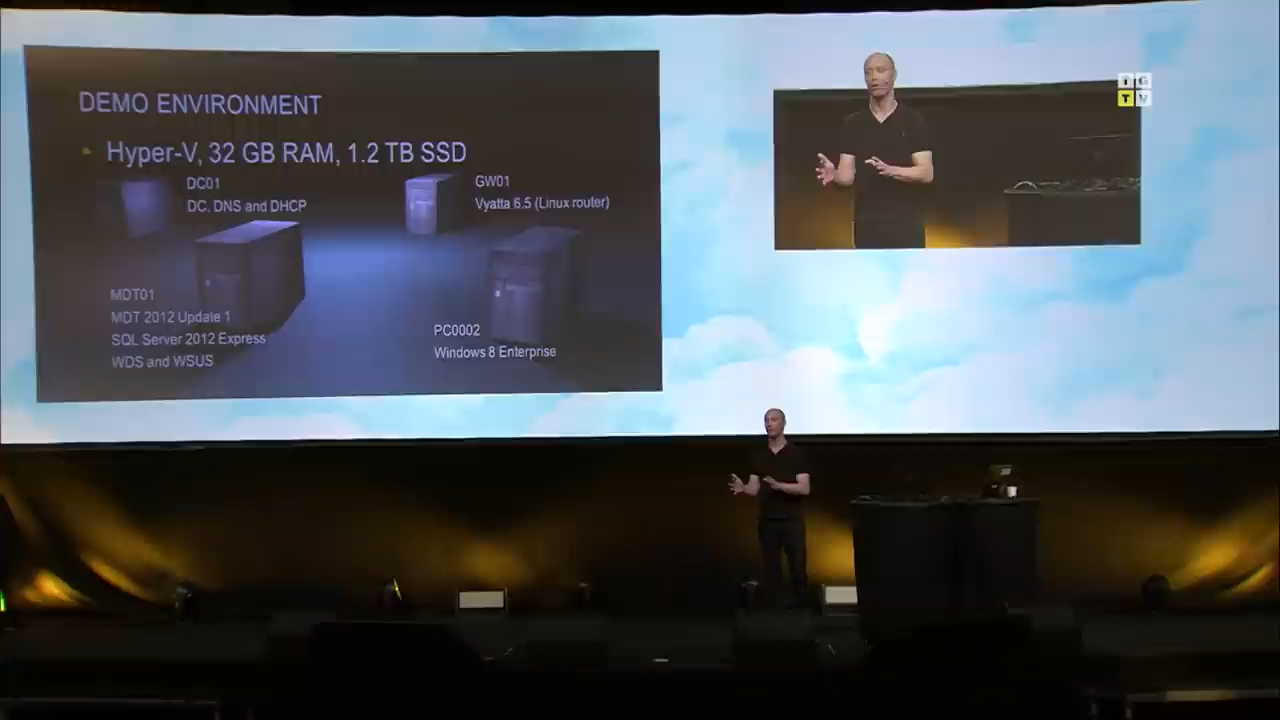 DEMO ENVIRONMENT
Hyper-V, 32 GB RAM, 1.2 TB SSD
DC01
DC. DNS and DHCP
GW01
Vyatta 6.5 (Linux router)
MDT01
MDT 2012 Update 1
SQL Server 2012 Express
WDS and WSUS
PC0002
Windows 8 Enterprise
T G
T V